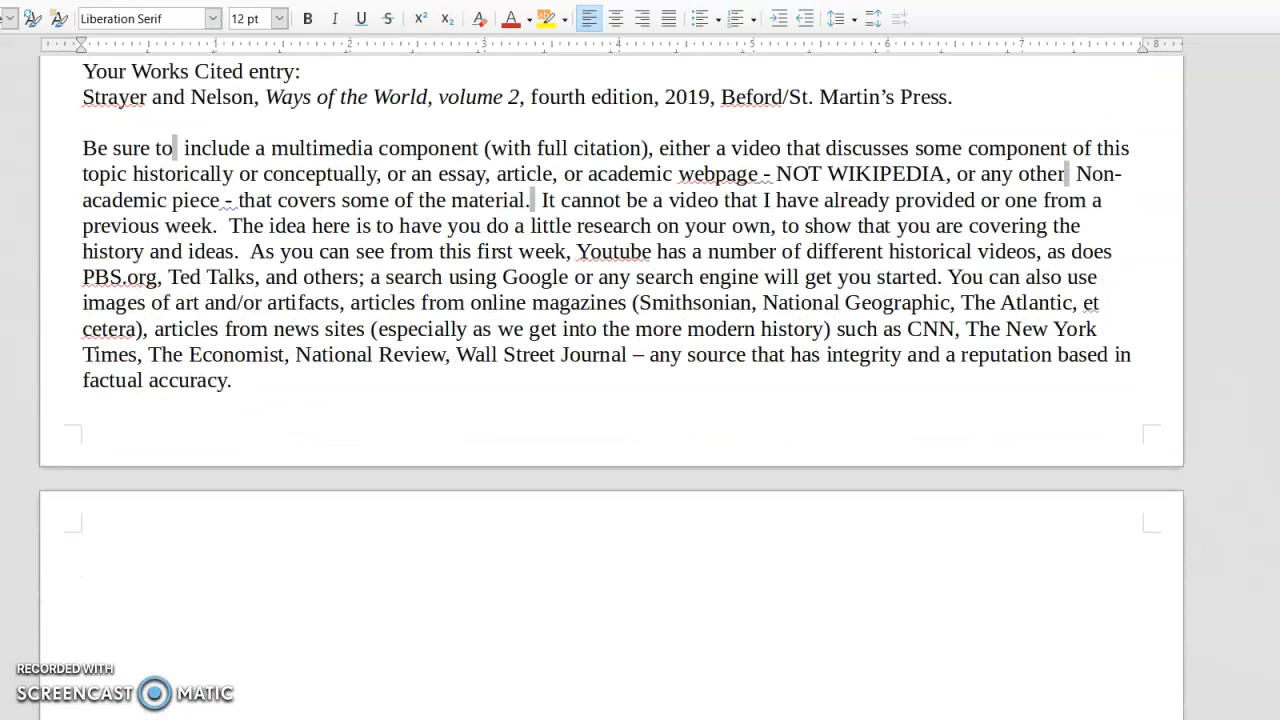 Liberation Serif 12 pt B I U S X² X₂ A
1 2 3 4 5 6 7 8
Your Works Cited entry:
Strayer and Nelson, Ways of the World, volume 2, fourth edition, 2019, Beford/St. Martin’s Press.
Be sure to include a multimedia component (with full citation), either a video that discusses some component of this
topic historically or conceptually, or an essay, article, or academic webpage - NOT WIKIPEDIA, or any other Non-
academic piece - that covers some of the material. It cannot be a video that I have already provided or one from a
previous week.  The idea here is to have you do a little research on your own, to show that you are covering the
history and ideas.  As you can see from this first week, Youtube has a number of different historical videos, as does
PBS.org, Ted Talks, and others; a search using Google or any search engine will get you started. You can also use
images of art and/or artifacts, articles from online magazines (Smithsonian, National Geographic, The Atlantic, et
cetera), articles from news sites (especially as we get into the more modern history) such as CNN, The New York
Times, The Economist, National Review, Wall Street Journal – any source that has integrity and a reputation based in
factual accuracy.
RECORDED WITH
SCREENCAST MATIC